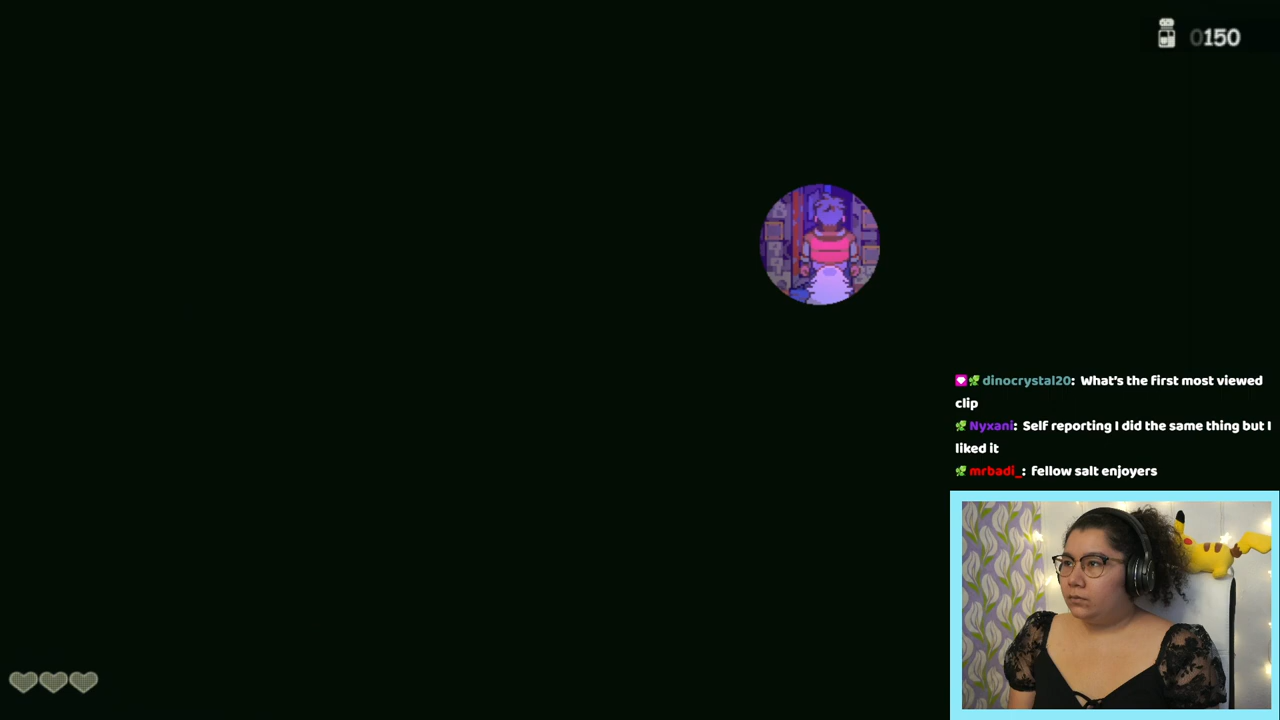 0150
dinocrystal20: What's the first most viewed
clip
Nyxani: Self reporting I did the same thing but I
liked it
mrbadi_: fellow salt enjoyers